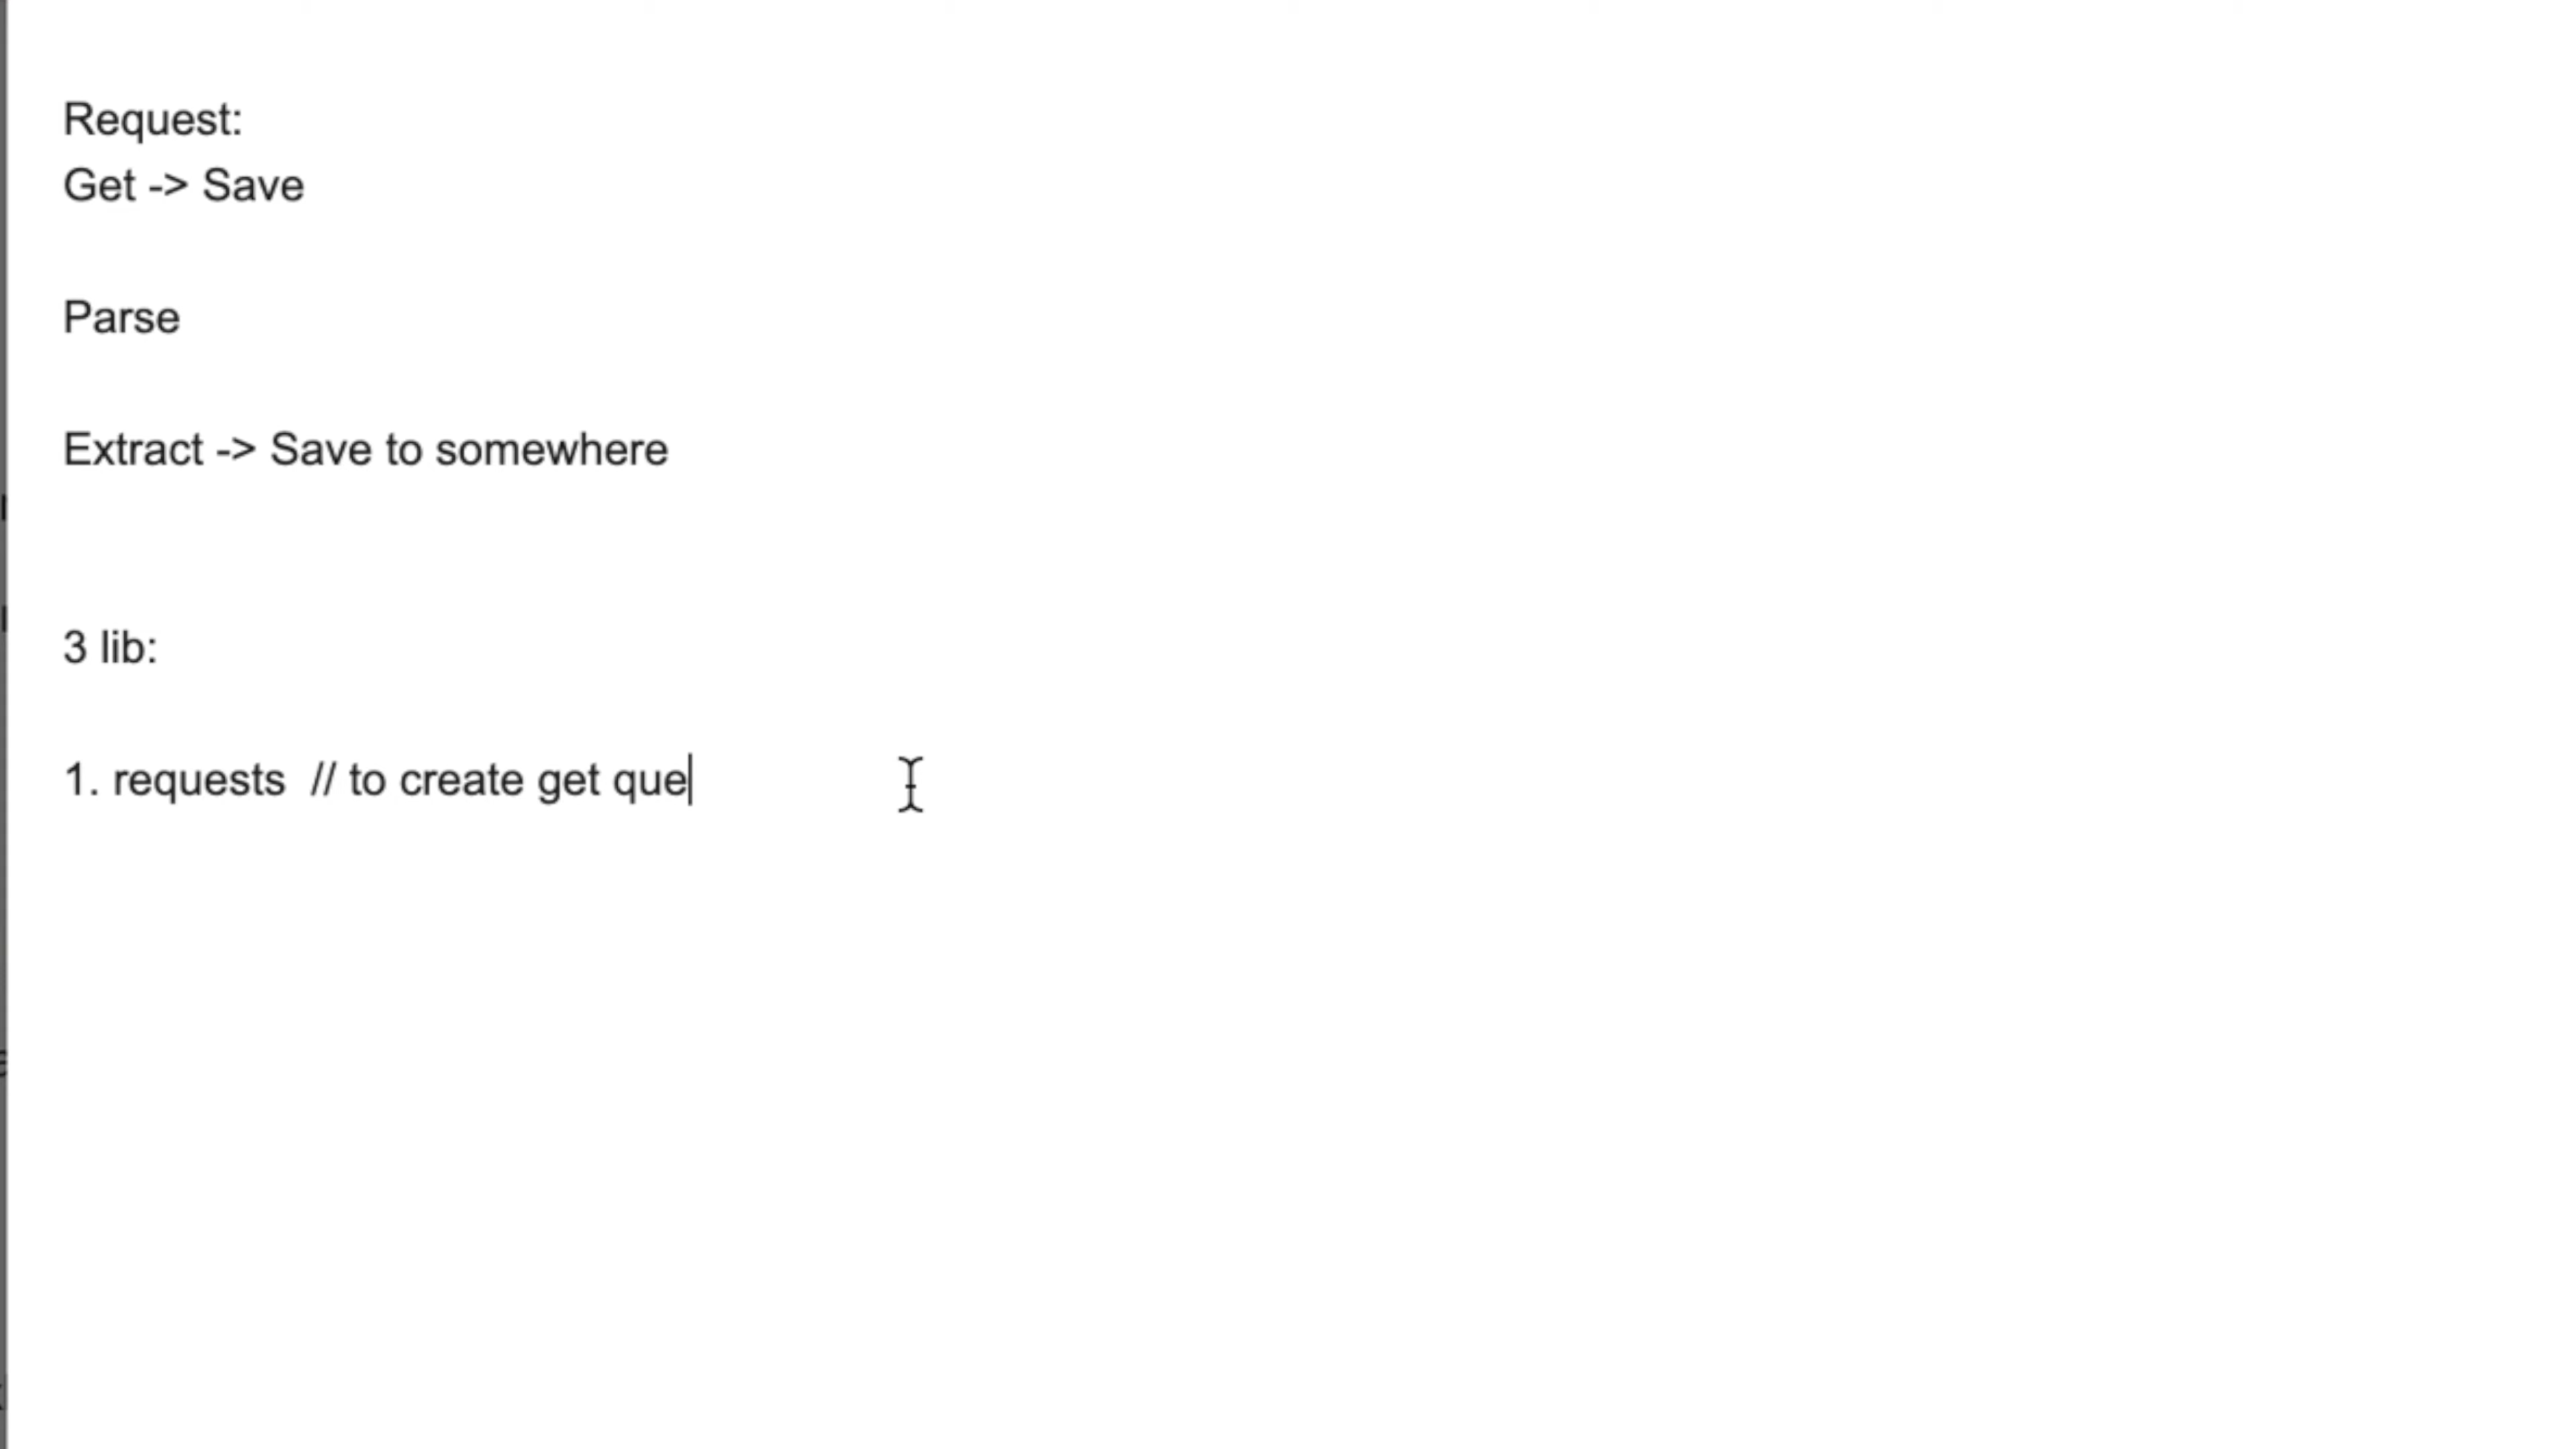 Request:
Get -> Save
Parse
Extract -> Save to somewhere
3 lib:
1. requests  // to create get que